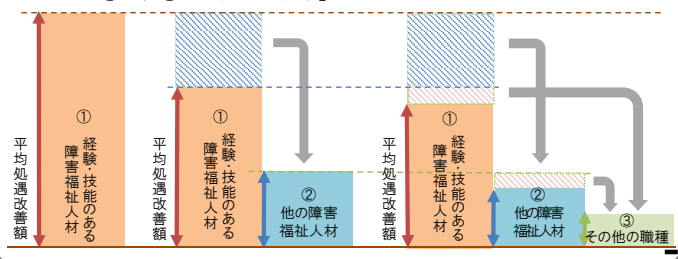 平均処遇改善額
①
経験・技能のある
障害福祉人材
平均処遇改善額
①
経験・技能のある
障害福祉人材
②
他の障害
福祉人材
平均処遇改善額
①
経験・技能のある
障害福祉人材
②
他の障害
福祉人材
③
その他の職種